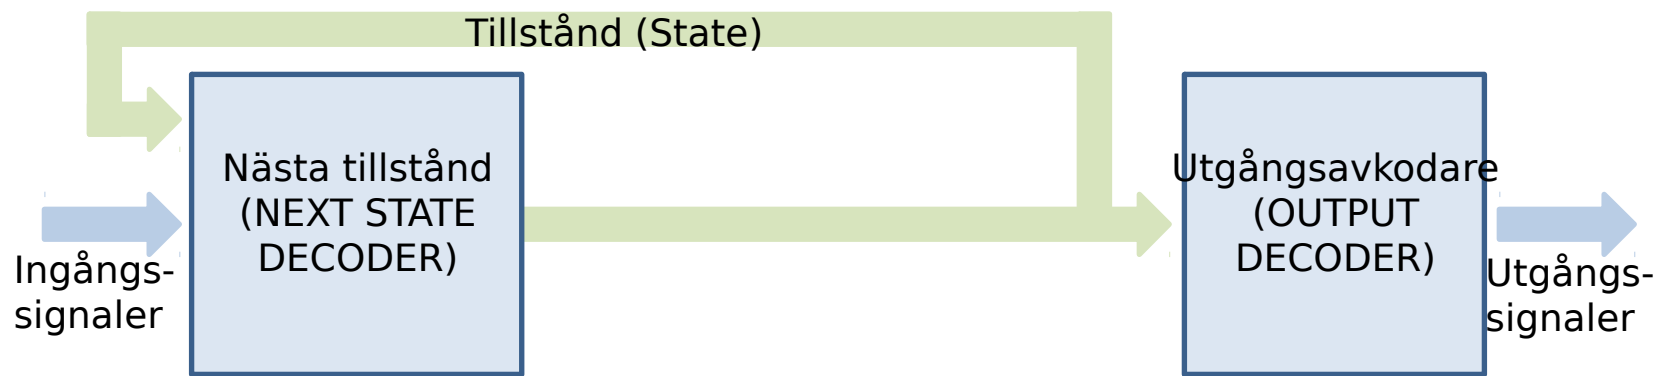 Tillstånd (State)
Nästa tillstånd
(NEXT STATE
DECODER)
Utgångsavkodare
(OUTPUT
DECODER)
Ingångs-
signaler
Utgångs-
signaler